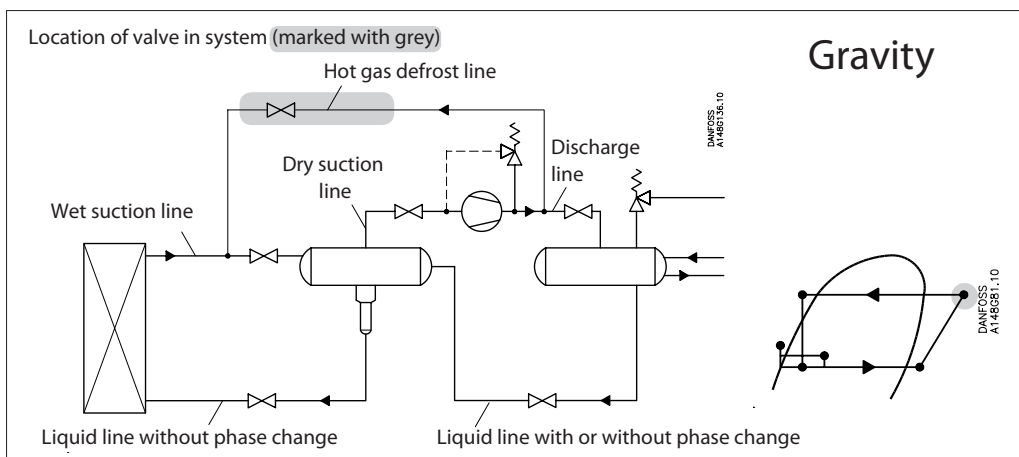 Location of valve in system (marked with grey)
Gravity
Hot gas defrost line
DANFOSS
A148G136.10
Discharge
line
Dry suction
line
Wet suction line
DANFOSS
A148G81.10
Liquid line without phase change
Liquid line with or without phase change